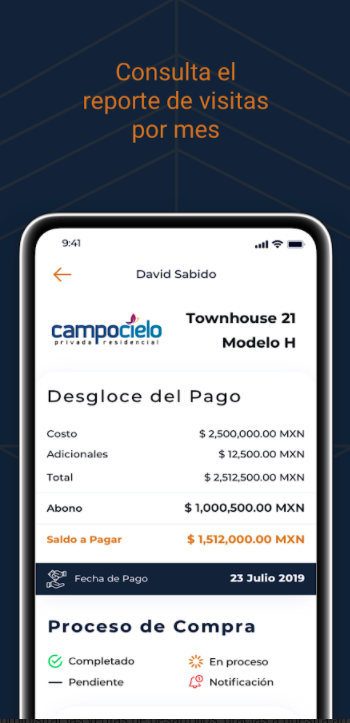 Consulta el
reporte de visitas
por mes
9:41
David Sabido
campocielo
privada residencial
Townhouse 21
Modelo H
Desgloce del Pago
Costo $ 2,500,000.00 MXN
Adicionales $ 12,500.00 MXN
Total $ 2,512,500.00 MXN
Abono $ 1,000,500.00 MXN
Saldo a Pagar $ 1,512,000.00 MXN
Fecha de Pago 23 Julio 2019
Proceso de Compra
Completado En proceso
Pendiente Notificación